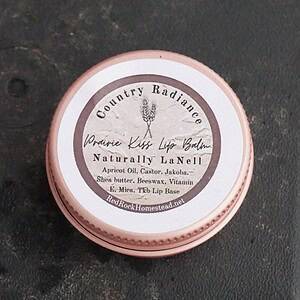 Country Radiance
Prairie Kiss Lip Balm
Naturally LaNell
Apricot Oil, Castor, Jakoba,
Shea butter, Beeswax, Vitamin
E, Mica, Tkb Lip Base
RedRockHomestead.net